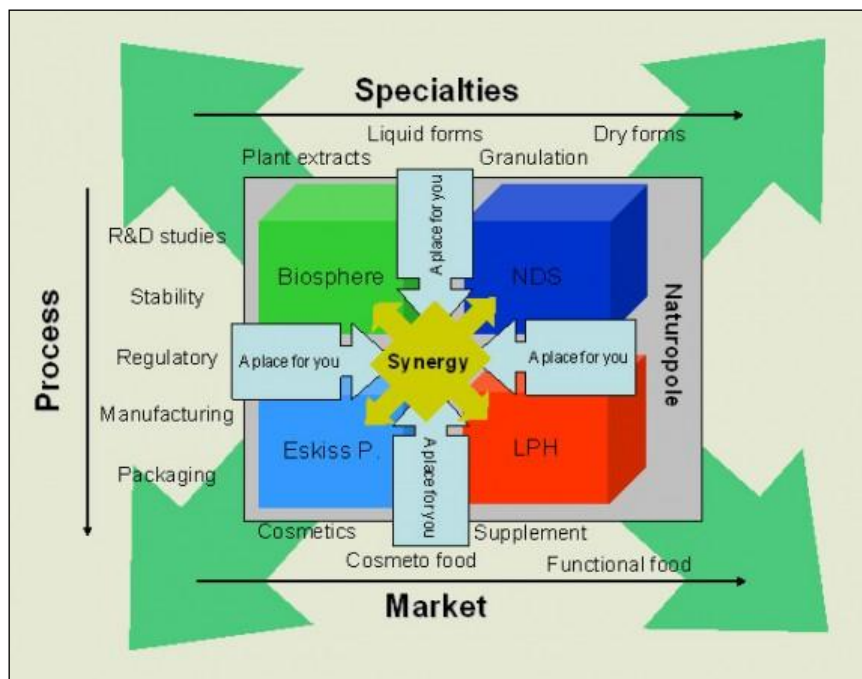 Specialties
Liquid forms
Dry forms
Plant extracts
Granulation
Process
R&D studies
Stability
Regulatory
Manufacturing
Packaging
A place for you
Biosphere
NDS
Naturopole
A place for you
Synergy
A place for you
Eskiss P.
A place for you
LPH
Cosmetics
Supplement
Cosmeto food
Functional food
Market